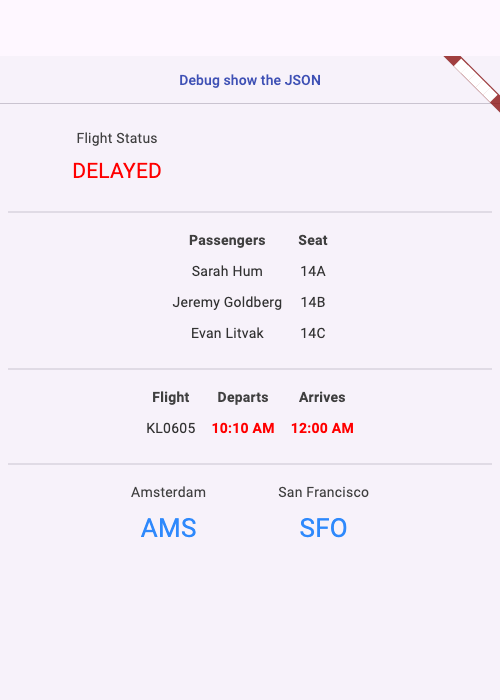 Debug show the JSON
Flight Status
DELAYED
Passengers Seat
Sarah Hum 14A
Jeremy Goldberg 14B
Evan Litvak 14C
Flight Departs Arrives
KL0605 10:10 AM 12:00 AM
Amsterdam San Francisco
AMS SFO